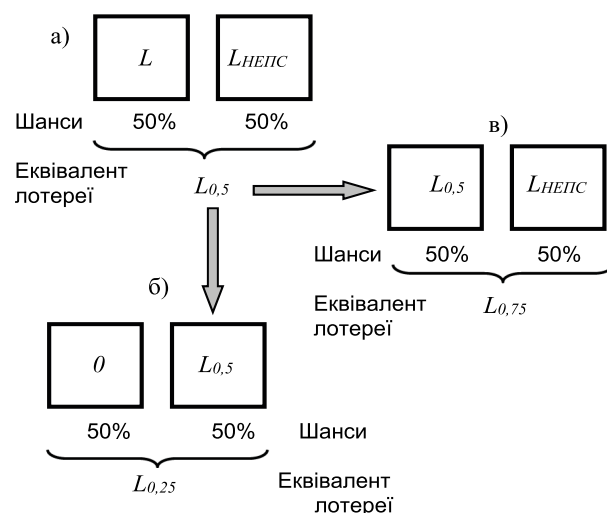 а)
L LНЕПС
Шанси 50% 50%
Еквівалент
лотереї
L0,5
в)
L0,5 LНЕПС
Шанси 50% 50%
Еквівалент
лотереї
L0,75
б)
0 L0,5
50% 50% Шанси
L0,25
Еквівалент
лотереї